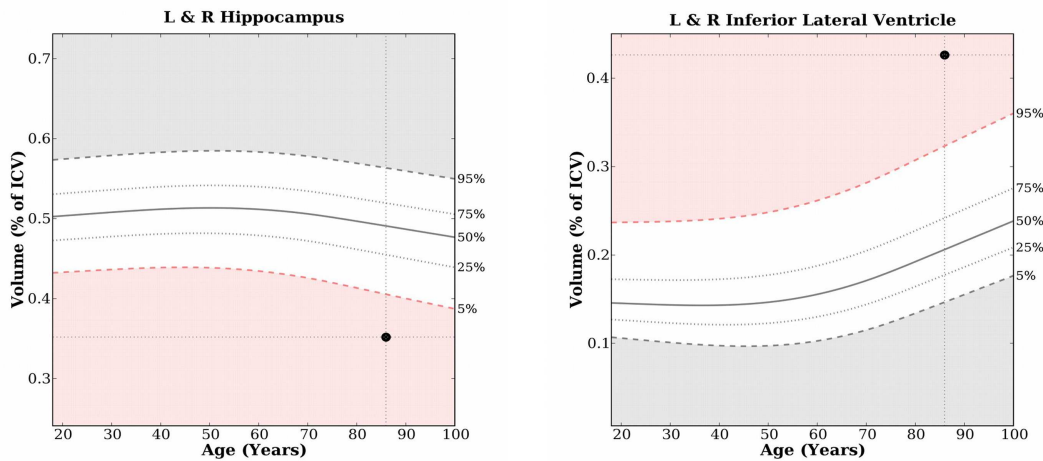 L & R Hippocampus
Volume (% of ICV)
0.7
0.6
0.5
0.4
0.3
95%
75%
50%
25%
5%
20 30 40 50 60 70 80 90 100
Age (Years)
L & R Inferior Lateral Ventricle
Volume (% of ICV)
0.4
0.3
0.2
0.1
95%
75%
50%
25%
5%
20 30 40 50 60 70 80 90 100
Age (Years)